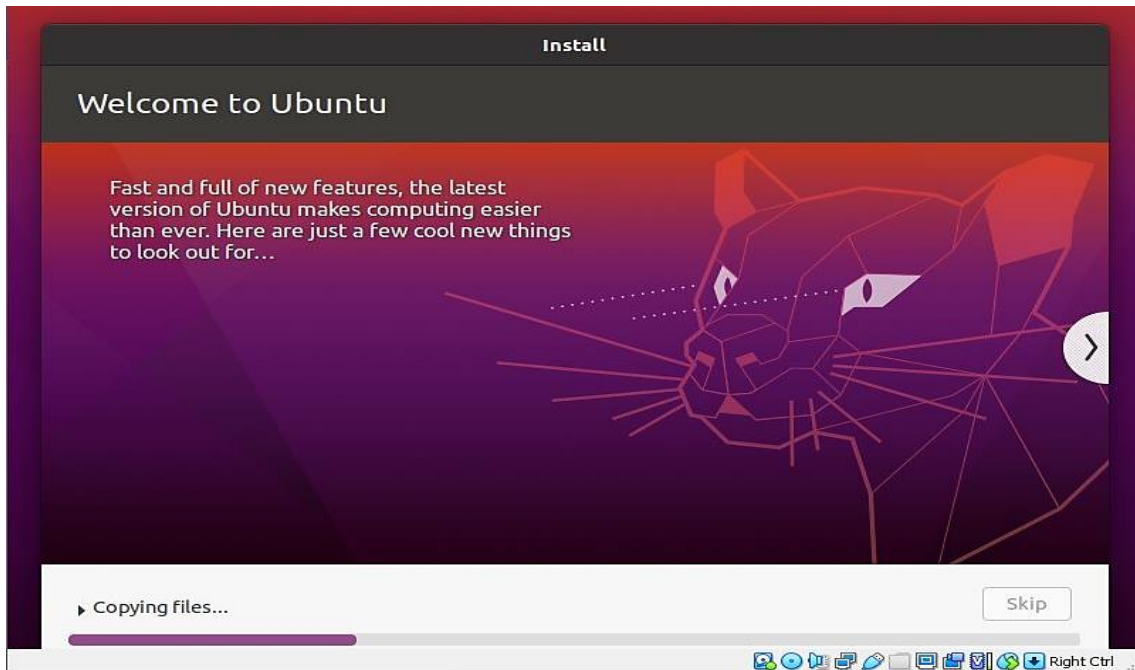 Install
Welcome to Ubuntu
Fast and full of new features, the latest
version of Ubuntu makes computing easier
than ever. Here are just a few cool new things
to look out for...
Copying files...
Skip
Right Ctrl